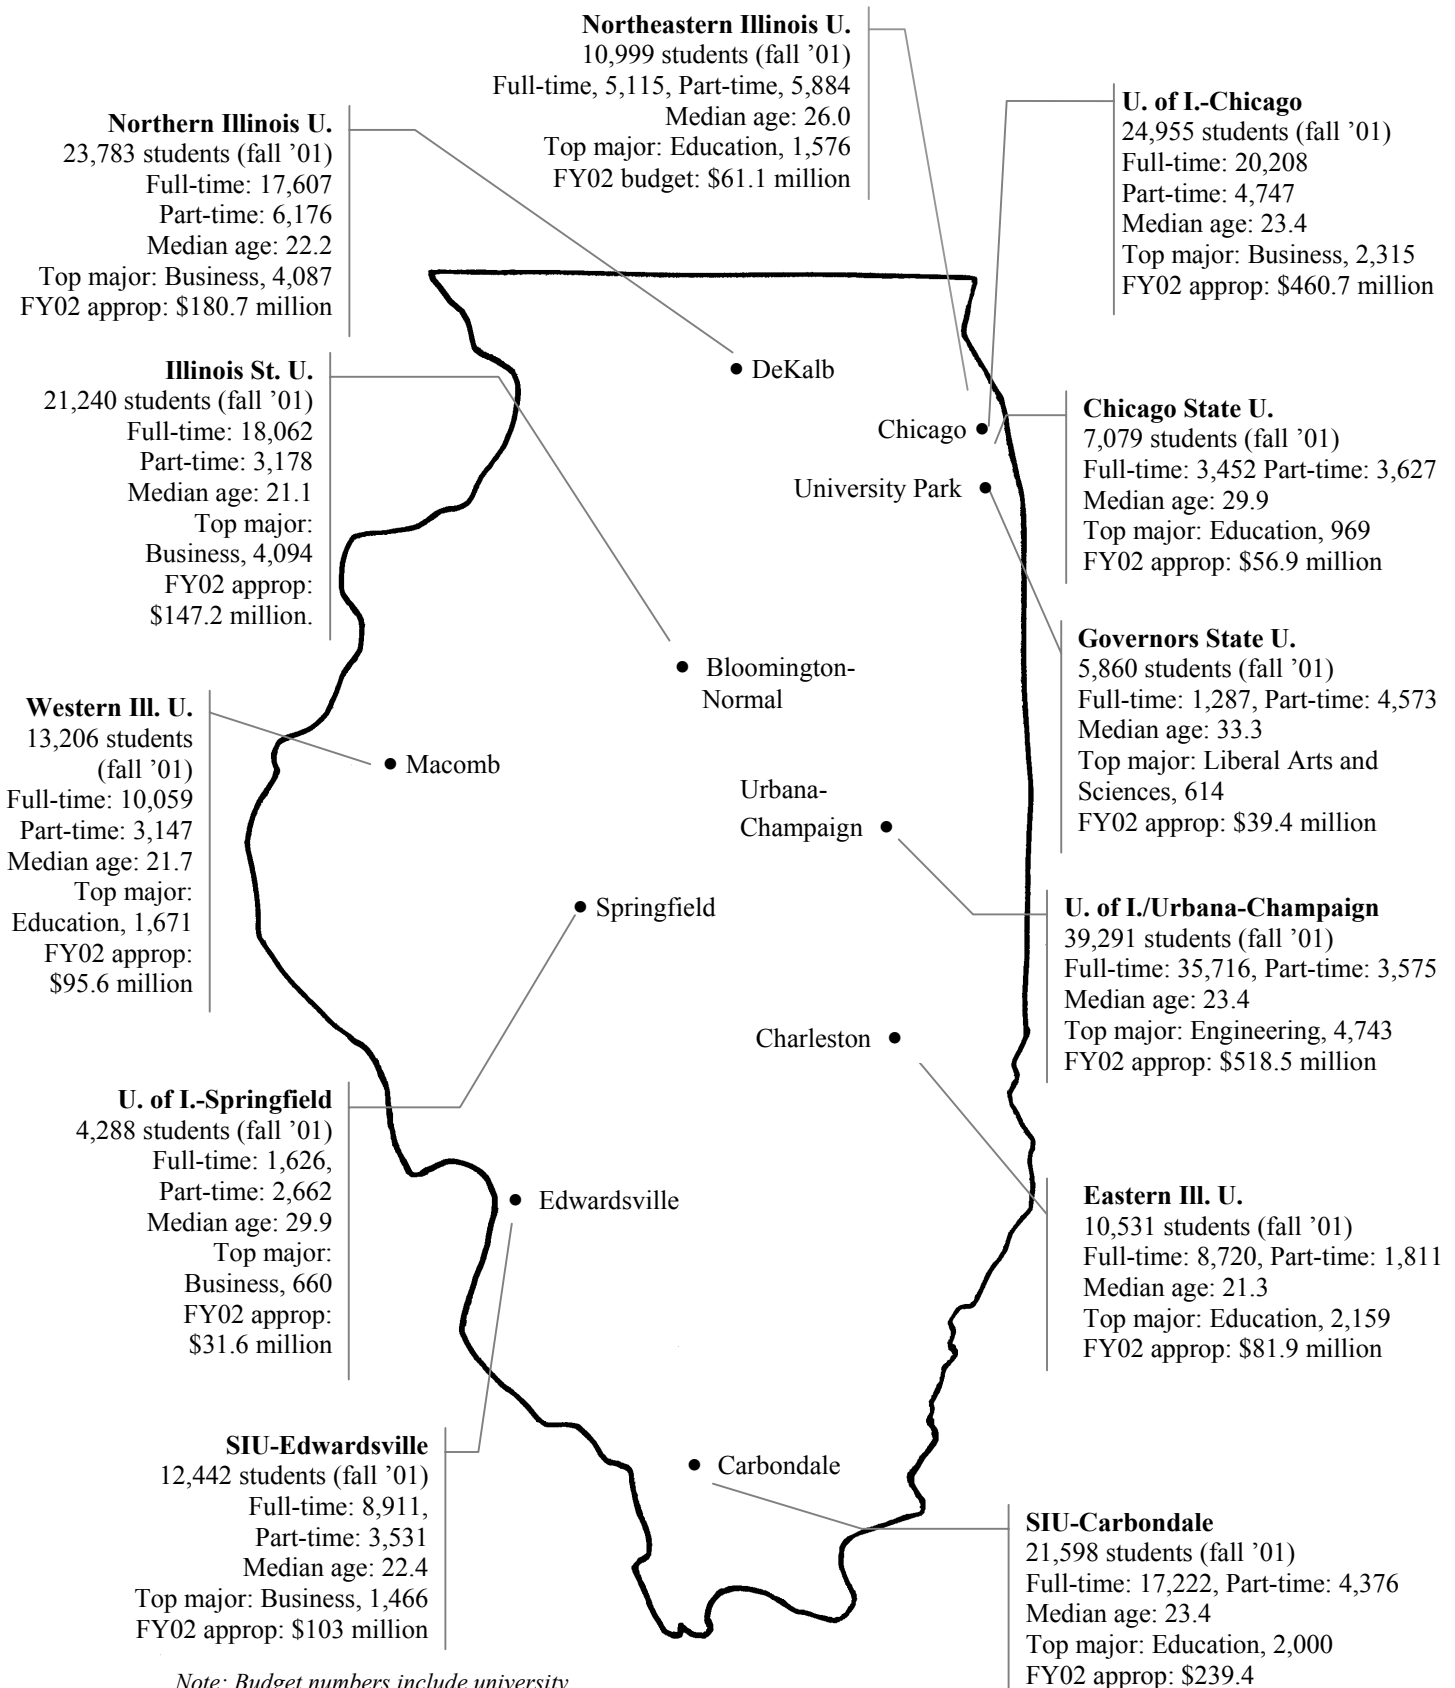 Northeastern Illinois U.
10,999 students (fall ’01)
Full-time, 5,115, Part-time, 5,884
Median age: 26.0
Top major: Education, 1,576
FY02 budget: $61.1 million
U. of I.-Chicago
24,955 students (fall ’01)
Full-time: 20,208
Part-time: 4,747
Median age: 23.4
Top major: Business, 2,315
FY02 approp: $460.7 million
Northern Illinois U.
23,783 students (fall ’01)
Full-time: 17,607
Part-time: 6,176
Median age: 22.2
Top major: Business, 4,087
FY02 approp: $180.7 million
Illinois St. U.
21,240 students (fall ’01)
Full-time: 18,062
Part-time: 3,178
Median age: 21.1
Top major:
Business, 4,094
FY02 approp:
$147.2 million.
DeKalb
Chicago
University Park
Chicago State U.
7,079 students (fall ’01)
Full-time: 3,452 Part-time: 3,627
Median age: 29.9
Top major: Education, 969
FY02 approp: $56.9 million
Governors State U.
5,860 students (fall ’01)
Full-time: 1,287, Part-time: 4,573
Median age: 33.3
Top major: Liberal Arts and
Sciences, 614
FY02 approp: $39.4 million
Bloomington-
Normal
Western Ill. U.
13,206 students
(fall ’01)
Full-time: 10,059
Part-time: 3,147
Median age: 21.7
Top major:
Education, 1,671
FY02 approp:
$95.6 million
Macomb
Urbana-
Champaign
Springfield
U. of I./Urbana-Champaign
39,291 students (fall ’01)
Full-time: 35,716, Part-time: 3,575
Median age: 23.4
Top major: Engineering, 4,743
FY02 approp: $518.5 million
Charleston
U. of I.-Springfield
4,288 students (fall ’01)
Full-time: 1,626,
Part-time: 2,662
Median age: 29.9
Top major:
Business, 660
FY02 approp:
$31.6 million
Edwardsville
Eastern Ill. U.
10,531 students (fall ’01)
Full-time: 8,720, Part-time: 1,811
Median age: 21.3
Top major: Education, 2,159
FY02 approp: $81.9 million
SIU-Edwardsville
12,442 students (fall ’01)
Full-time: 8,911,
Part-time: 3,531
Median age: 22.4
Top major: Business, 1,466
FY02 approp: $103 million
Carbondale
SIU-Carbondale
21,598 students (fall ’01)
Full-time: 17,222, Part-time: 4,376
Median age: 23.4
Top major: Education, 2,000
FY02 approp: $239.4
Note: Budget numbers include university